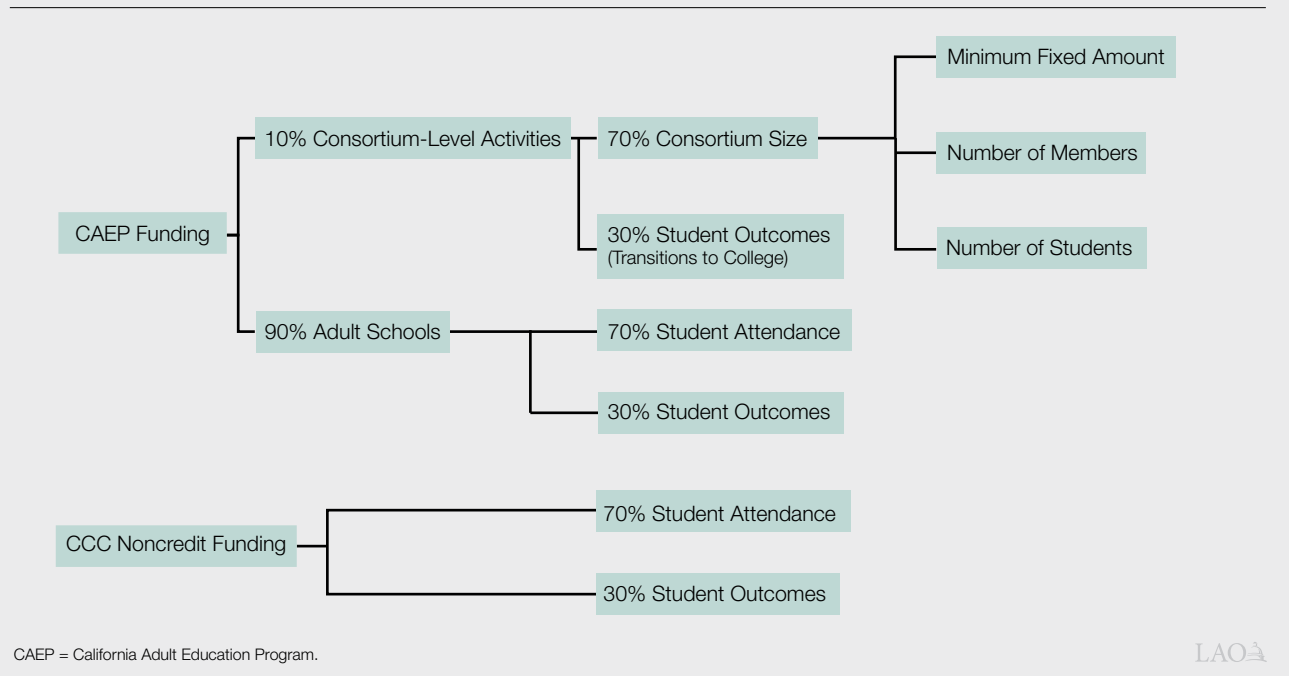 Minimum Fixed Amount
10% Consortium-Level Activities
70% Consortium Size
Number of Members
CAEP Funding
30% Student Outcomes
(Transitions to College)
Number of Students
90% Adult Schools
70% Student Attendance
30% Student Outcomes
CCC Noncredit Funding
70% Student Attendance
30% Student Outcomes
CAEP = California Adult Education Program.
LAO